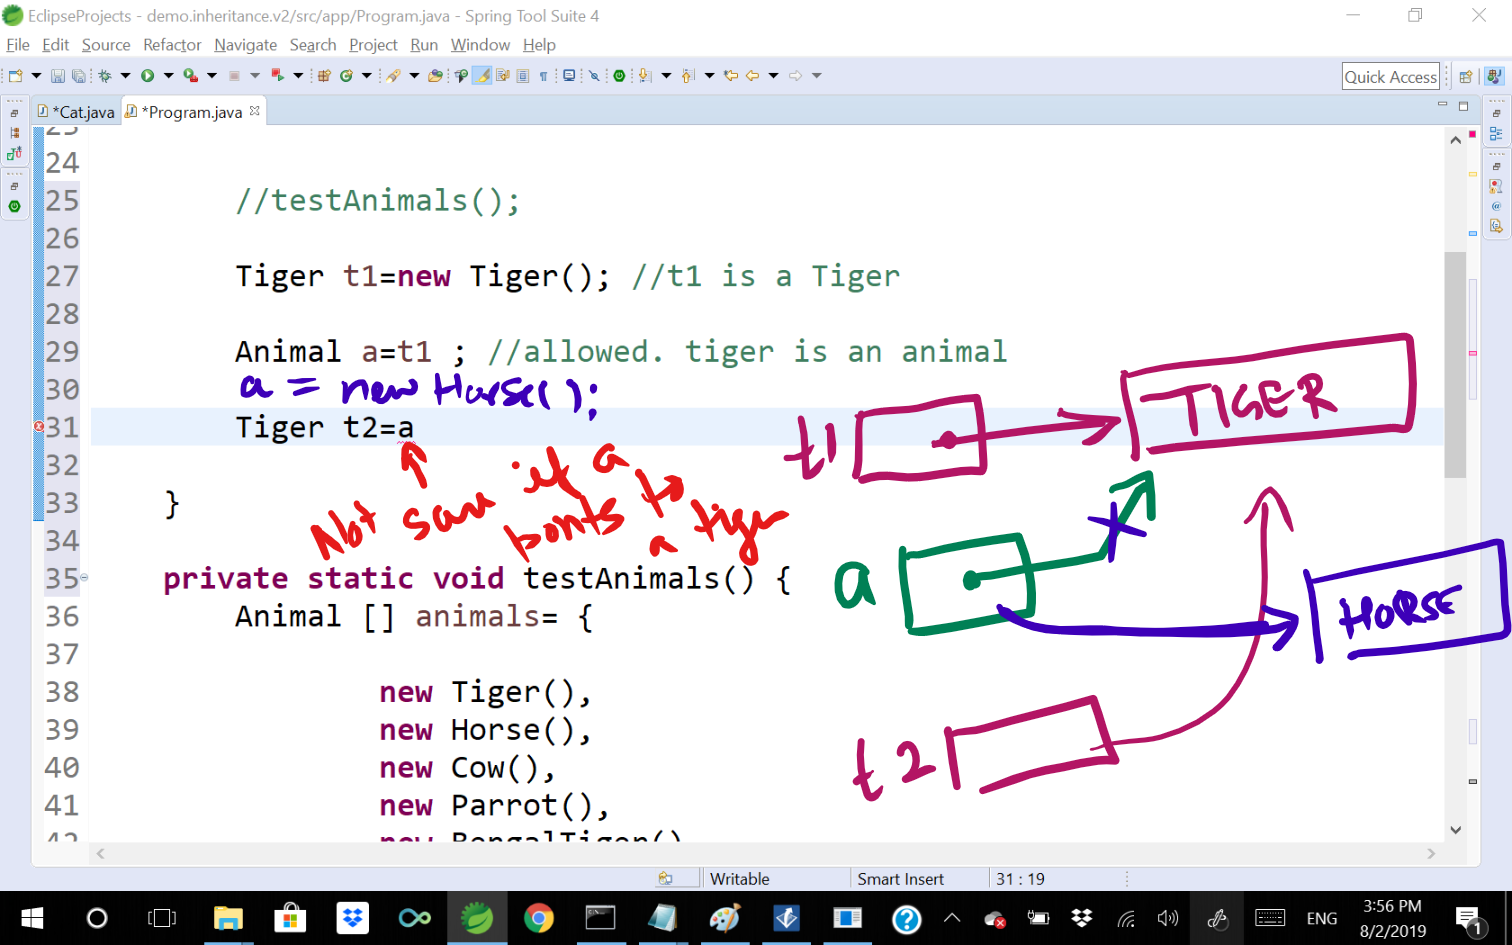 EclipseProjects - demo.inheritance.v2/src/app/Program.java - Spring Tool Suite 4
File Edit Source Refactor Navigate Search Project Run Window Help
Quick Access
*Cat.java *Program.java
23
24
25 //testAnimals();
26
27 Tiger t1=new Tiger(); //t1 is a Tiger
28
29 Animal a=t1 ; //allowed. tiger is an animal
30 a = new Horse();
31 Tiger t2=a
32
33 }
34
35 private static void testAnimals() {
36 Animal [] animals= {
37
38 new Tiger(),
39 new Horse(),
40 new Cow(),
41 new Parrot(),
42 new BengalTiger()
Not sure if a
points to
a tiger
t1
TIGER
a
HORSE
t2
Writable Smart Insert 31 : 19
ENG
3:56 PM
8/2/2019
1